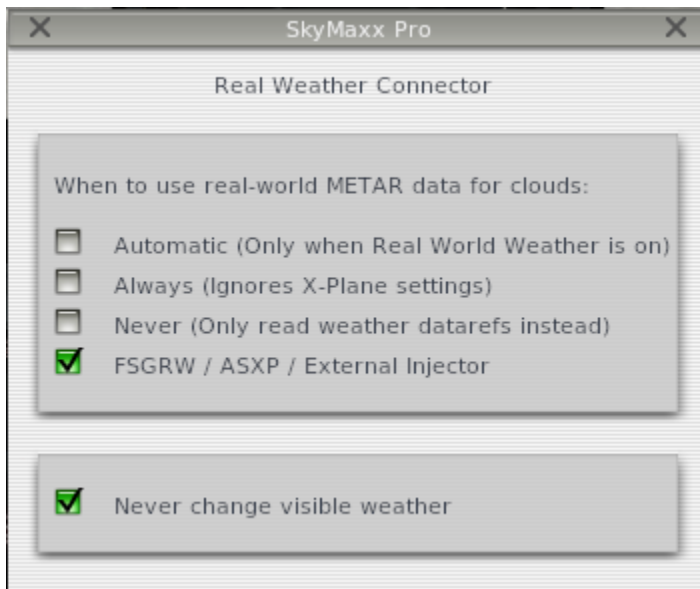 SkyMaxx Pro
Real Weather Connector
When to use real-world METAR data for clouds:
Automatic (Only when Real World Weather is on)
Always (Ignores X-Plane settings)
Never (Only read weather datarefs instead)
FSGRW / ASXP / External Injector
Never change visible weather